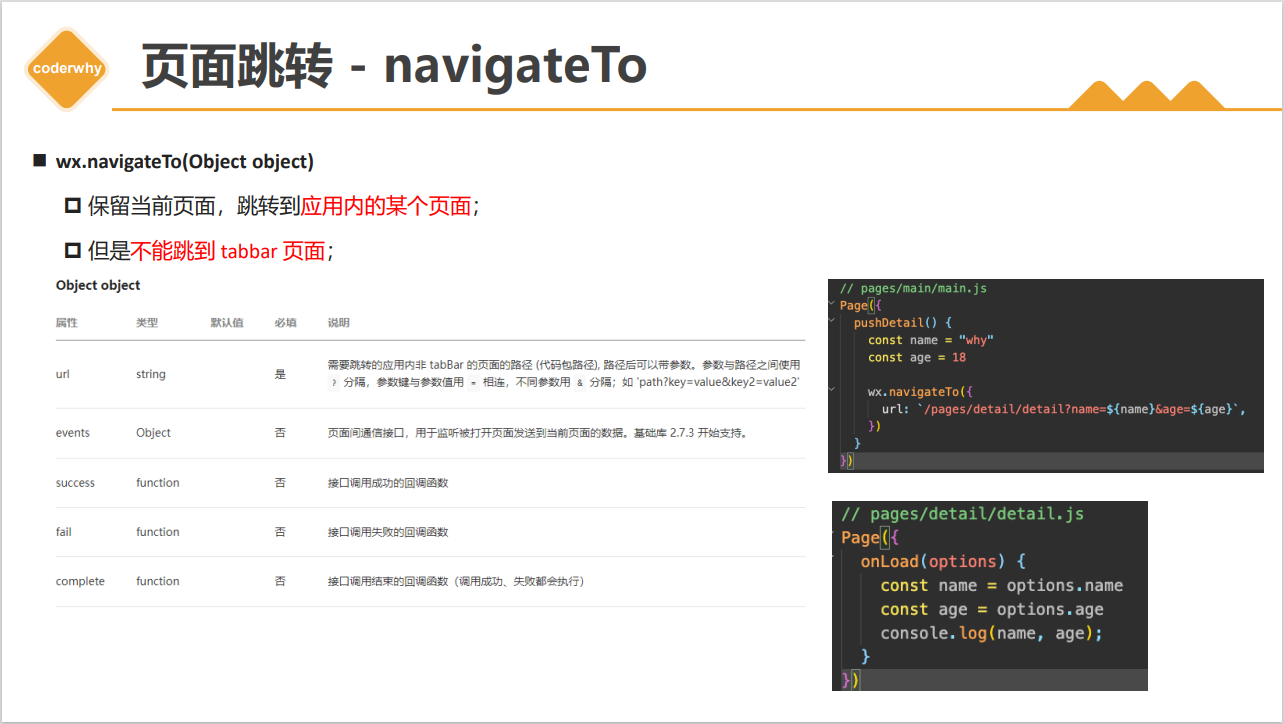 coderwhy
页面跳转 - navigateTo
wx.navigateTo(Object object)
保留当前页面，跳转到应用内的某个页面；
但是不能跳到 tabbar 页面；
Object object
属性 类型 默认值 必填 说明
url string 是 需要跳转的应用内非 tabBar 的页面的路径 (代码包路径), 路径后可以带参数。参数与路径之间使用
? 分隔，参数键与参数值用 = 相连，不同参数用 & 分隔；如 'path?key=value&key2=value2'
events Object 否 页面间通信接口，用于监听被打开页面发送到当前页面的数据。基础库 2.7.3 开始支持。
success function 否 接口调用成功的回调函数
fail function 否 接口调用失败的回调函数
complete function 否 接口调用结束的回调函数（调用成功、失败都会执行）
// pages/main/main.js
Page({
pushDetail() {
const name = "why"
const age = 18
wx.navigateTo({
url: `/pages/detail/detail?name=${name}&age=${age}`,
})
}
})
// pages/detail/detail.js
Page({
onLoad(options) {
const name = options.name
const age = options.age
console.log(name, age);
}
})